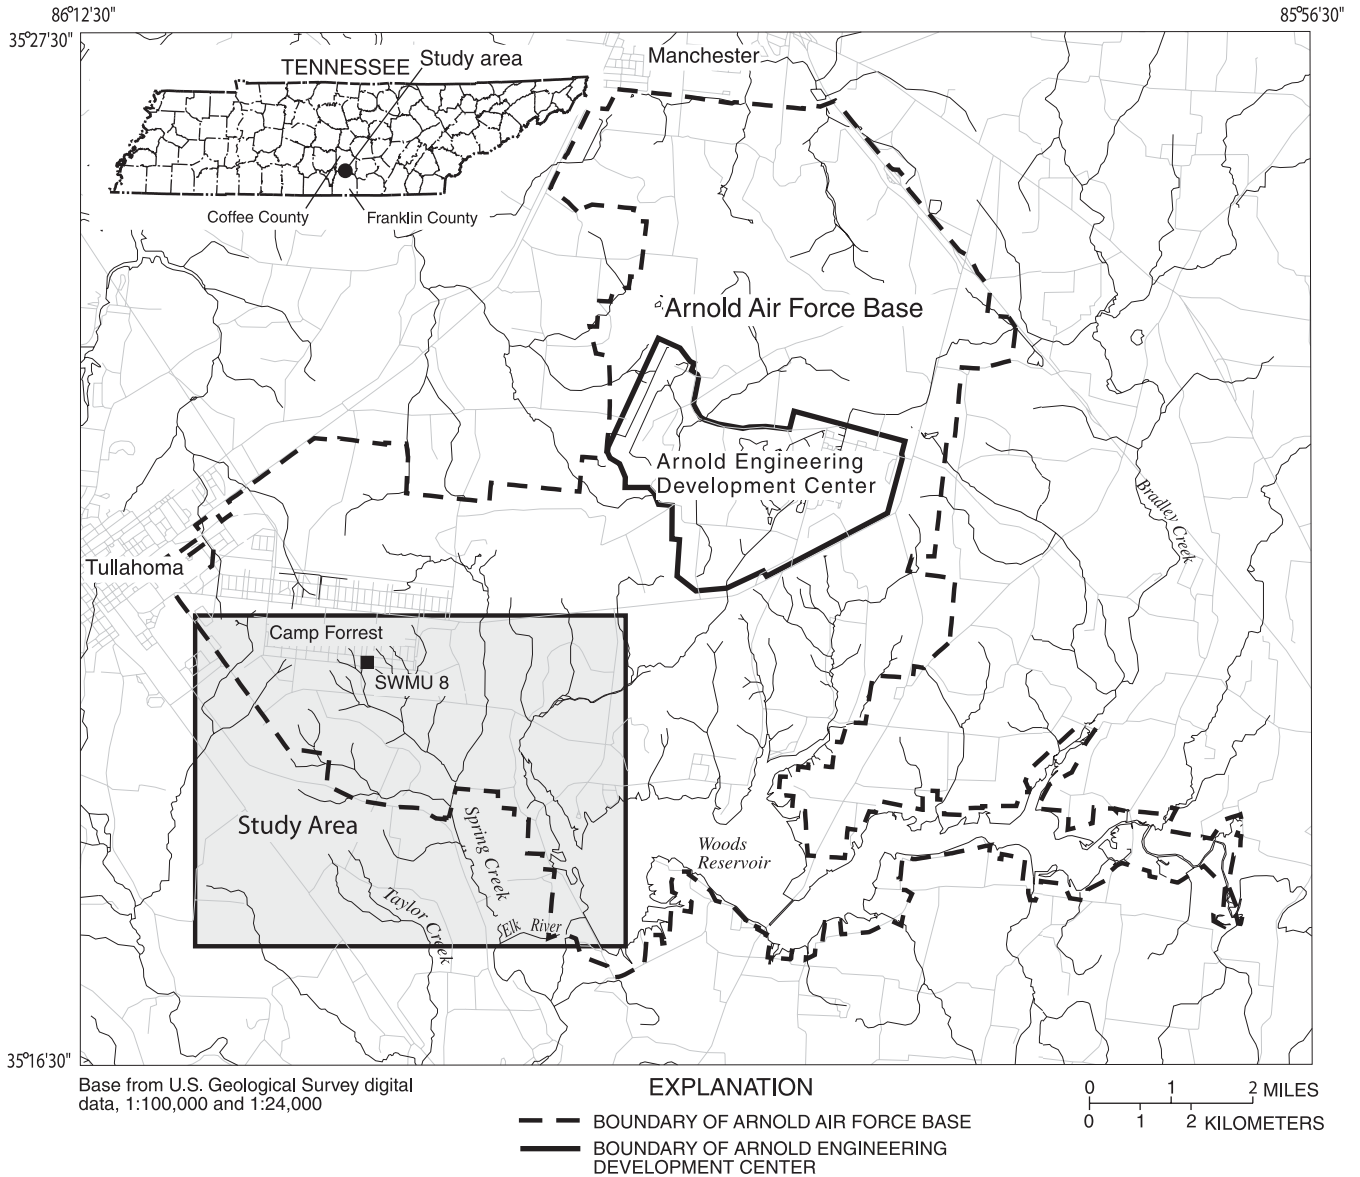 86°12'30"
85°56'30"
35°27'30"
Manchester
TENNESSEE
Study area
Coffee County
Franklin County
Arnold Air Force Base
Arnold Engineering
Development Center
Bradley Creek
Tullahoma
Camp Forrest
SWMU 8
Study Area
Spring Creek
Taylor Creek
Elk River
Woods
Reservoir
35°16'30"
Base from U.S. Geological Survey digital
data, 1:100,000 and 1:24,000
EXPLANATION
BOUNDARY OF ARNOLD AIR FORCE BASE
BOUNDARY OF ARNOLD ENGINEERING
DEVELOPMENT CENTER
0 1 2 MILES
0 1 2 KILOMETERS